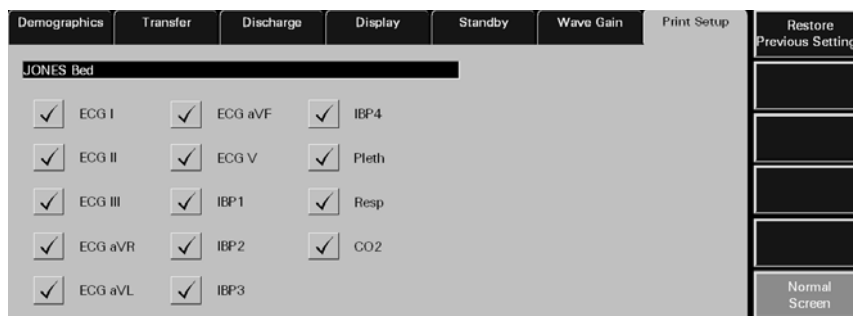 Demographics Transfer Discharge Display Standby Wave Gain Print Setup
Restore
Previous Setting
JONES Bed
ECG I ECG aVF IBP4
ECG II ECG V Pleth
ECG III IBP1 Resp
ECG aVR IBP2 CO2
ECG aVL IBP3
Normal
Screen